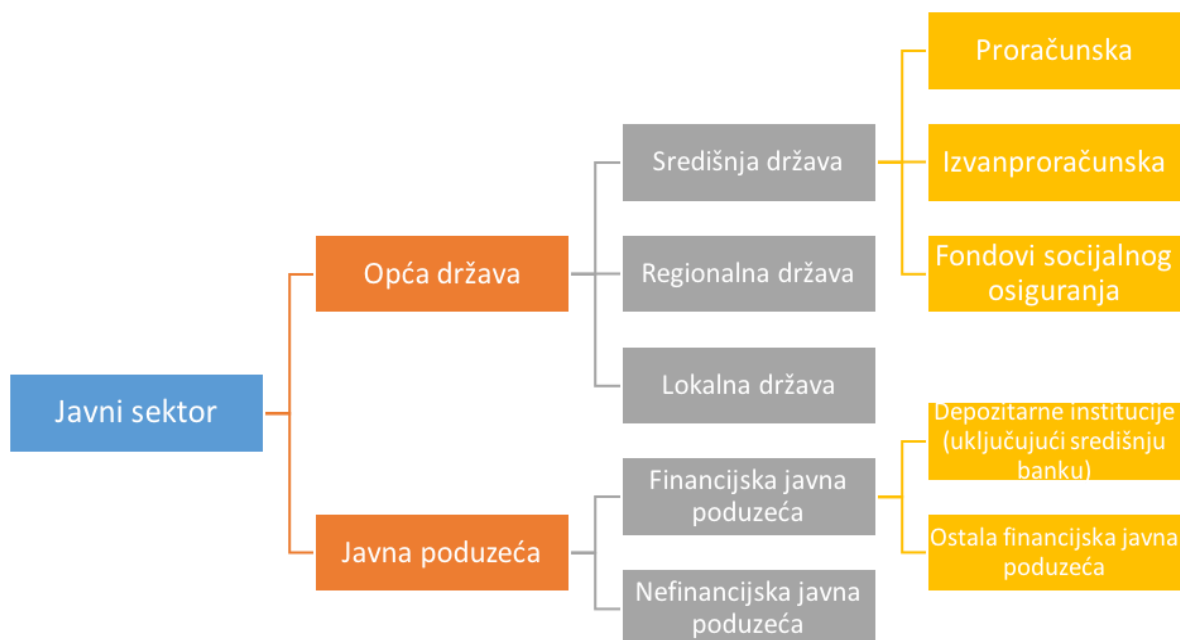 Javni sektor
Opća država
Središnja država
Proračunska
Izvanproračunska
Fondovi socijalnog
osiguranja
Regionalna država
Lokalna država
Javna poduzeća
Financijska javna
poduzeća
Depozitarne institucije
(uključujući središnju
banku)
Ostala financijska javna
poduzeća
Nefinancijska javna
poduzeća